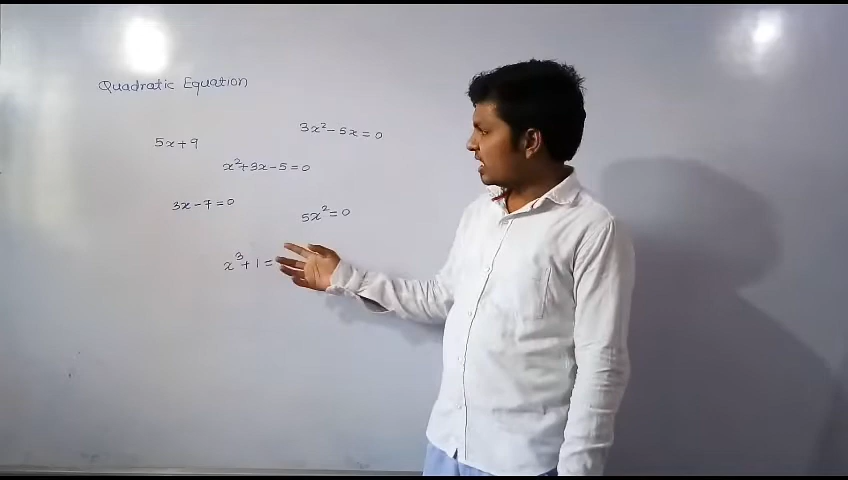 Quadratic Equation
3x² - 5x = 0
5x + 9
x² + 3x - 5 = 0
3x - 7 = 0
5x² = 0
x³ + 1 =